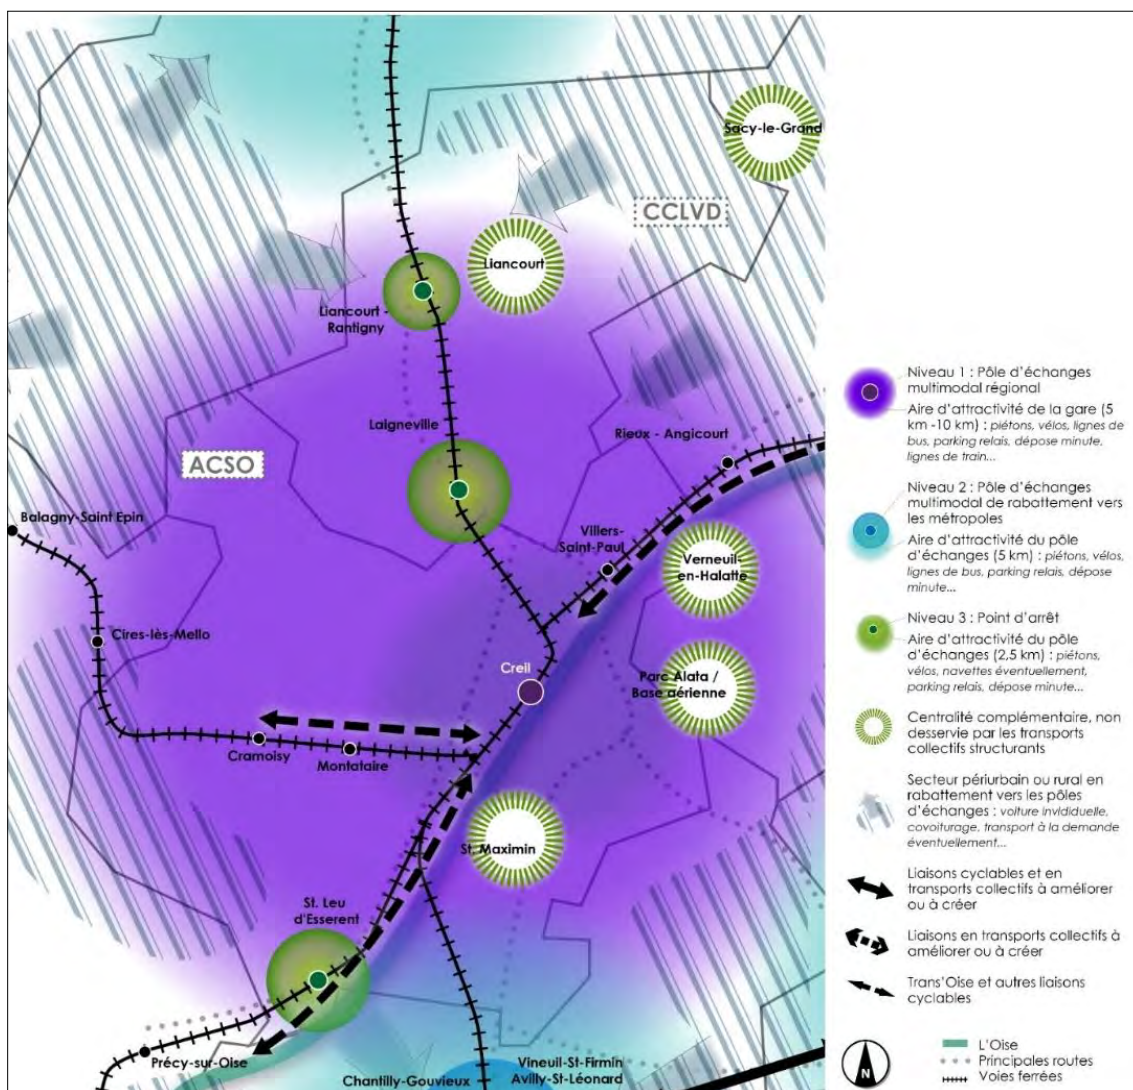 Sacy-le-Grand
CCLVD
Liancourt
Liancourt -
Rantigny
Laigneville
Rieux - Angicourt
ACSO
Balagny-Saint Epin
Villers-
Saint-Paul
Verneuil-
en-Halatte
Cires-lès-Mello
Creil
Parc Alata /
Base aérienne
Cramoisy
Montataire
St. Maximin
St. Leu
d'Esserent
Précy-sur-Oise
Chantilly-Gouvieux
Vineuil-St-Firmin
Avilly-St-Léonard
Niveau 1 : Pôle d'échanges
multimodal régional
Aire d'attractivité de la gare (5
km -10 km) : piétons, vélos, lignes de
bus, parking relais, dépose minute,
lignes de train...
Niveau 2 : Pôle d'échanges
multimodal de rabattement vers
les métropoles
Aire d'attractivité du pôle
d'échanges (5 km) : piétons, vélos,
lignes de bus, parking relais, dépose
minute...
Niveau 3 : Point d'arrêt
Aire d'attractivité du pôle
d'échanges (2,5 km) : piétons,
vélos, navettes éventuellement,
parking relais, dépose minute...
Centralité complémentaire, non
desservie par les transports
collectifs structurants
Secteur périurbain ou rural en
rabattement vers les pôles
d'échanges : voiture invididuelle,
covoiturage, transport à la demande
éventuellement...
Liaisons cyclables et en
transports collectifs à améliorer
ou à créer
Liaisons en transports collectifs à
améliorer ou à créer
Trans'Oise et autres liaisons
cyclables
N
L'Oise
Principales routes
Voies ferrées